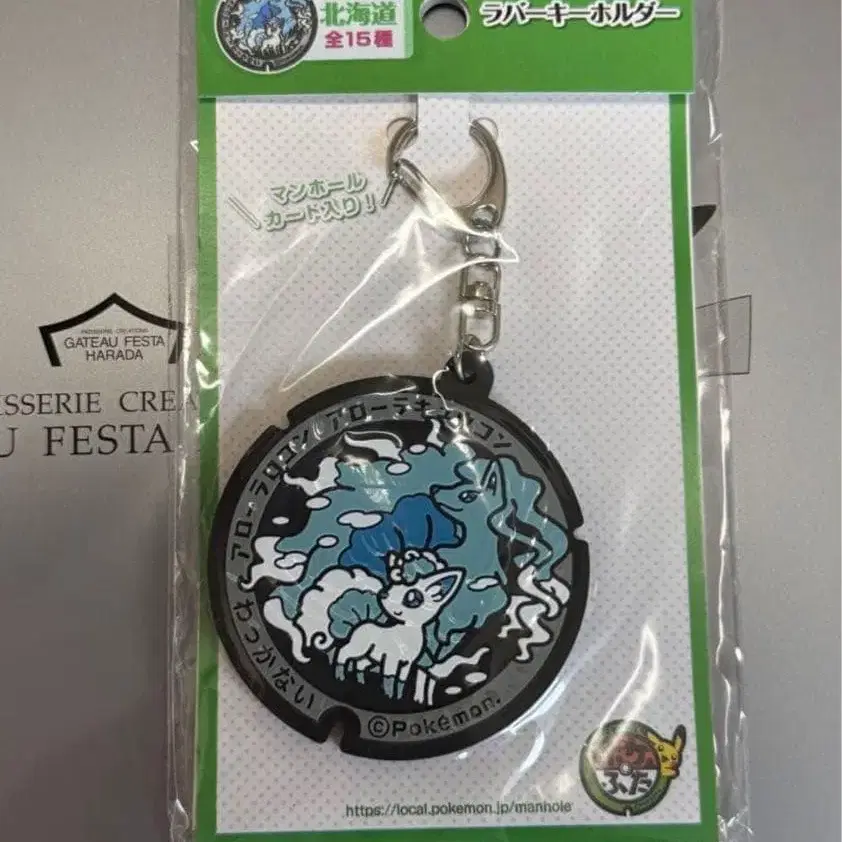 北海道
全15種
ラバーキーホルダー
マンホール
カード入り!
PATISSERIE CREATIONS
GATEAU FESTA
HARADA
ISSERIE CREA
U FESTA
アローラロコン アローラキュウコン
わっかない
©Pokémon.
ふた
https://local.pokemon.jp/manhole